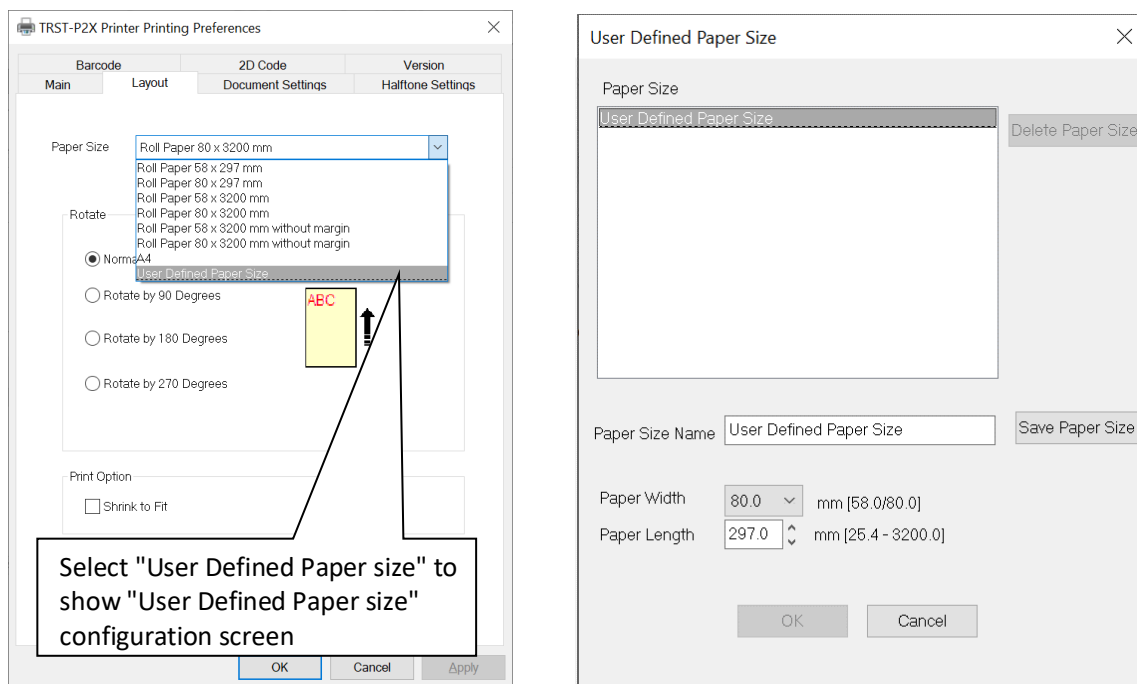 TRST-P2X Printer Printing Preferences
Barcode 2D Code Version
Main Layout Document Settings Halftone Settings
Paper Size Roll Paper 80 x 3200 mm
Roll Paper 58 x 297 mm
Roll Paper 80 x 297 mm
Roll Paper 58 x 3200 mm
Roll Paper 80 x 3200 mm
Roll Paper 58 x 3200 mm without margin
Roll Paper 80 x 3200 mm without margin
A4
User Defined Paper Size
Rotate
Norma
Rotate by 90 Degrees
ABC
Rotate by 180 Degrees
Rotate by 270 Degrees
Print Option
Shrink to Fit
Select "User Defined Paper size" to
show "User Defined Paper size"
configuration screen
OK Cancel Apply
User Defined Paper Size
Paper Size
User Defined Paper Size
Delete Paper Size
Paper Size Name User Defined Paper Size Save Paper Size
Paper Width 80.0 mm [58.0/80.0]
Paper Length 297.0 mm [25.4 - 3200.0]
OK Cancel